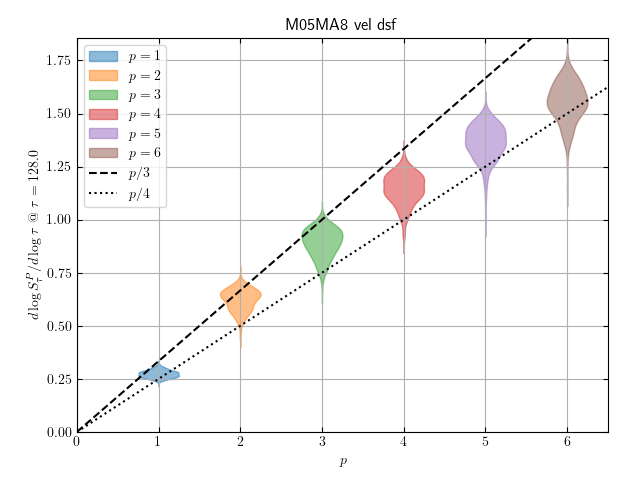 M05MA8 vel dsf
d log S_τ^P / d log τ @ τ = 128.0
1.75
1.50
1.25
1.00
0.75
0.50
0.25
0.00
p = 1
p = 2
p = 3
p = 4
p = 5
p = 6
p/3
p/4
0 1 2 3 4 5 6
p